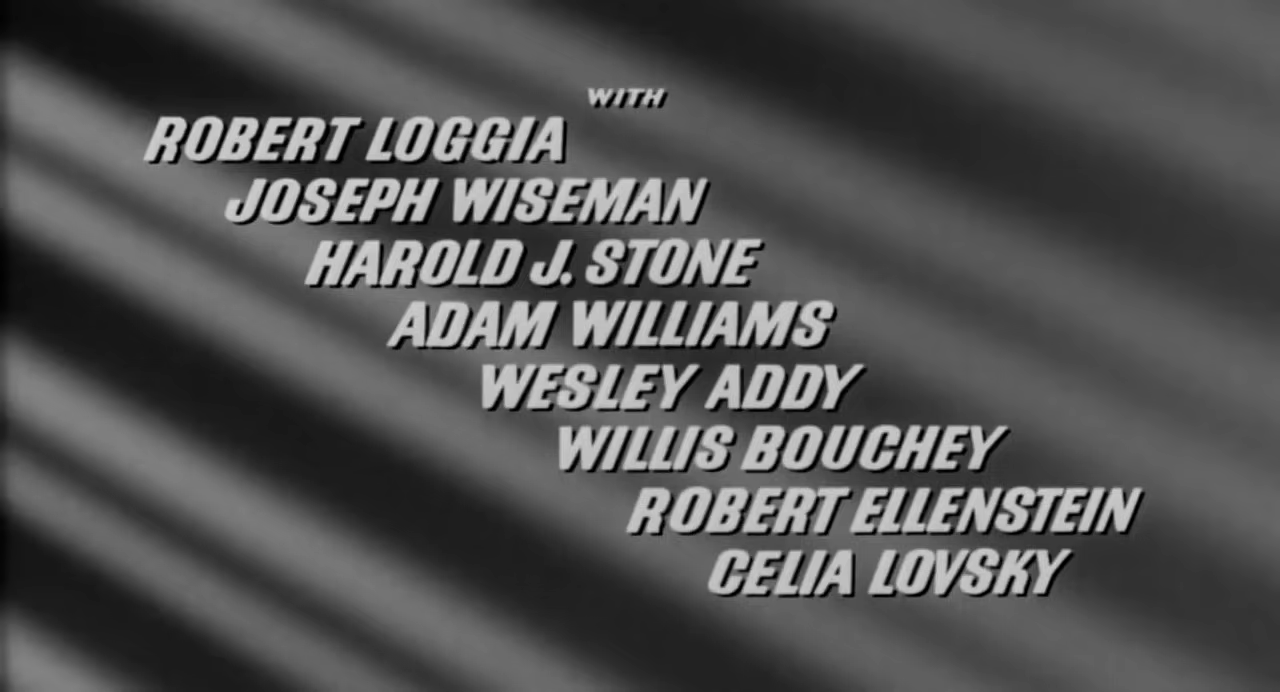 WITH
ROBERT LOGGIA
JOSEPH WISEMAN
HAROLD J. STONE
ADAM WILLIAMS
WESLEY ADDY
WILLIS BOUCHEY
ROBERT ELLENSTEIN
CELIA LOVSKY